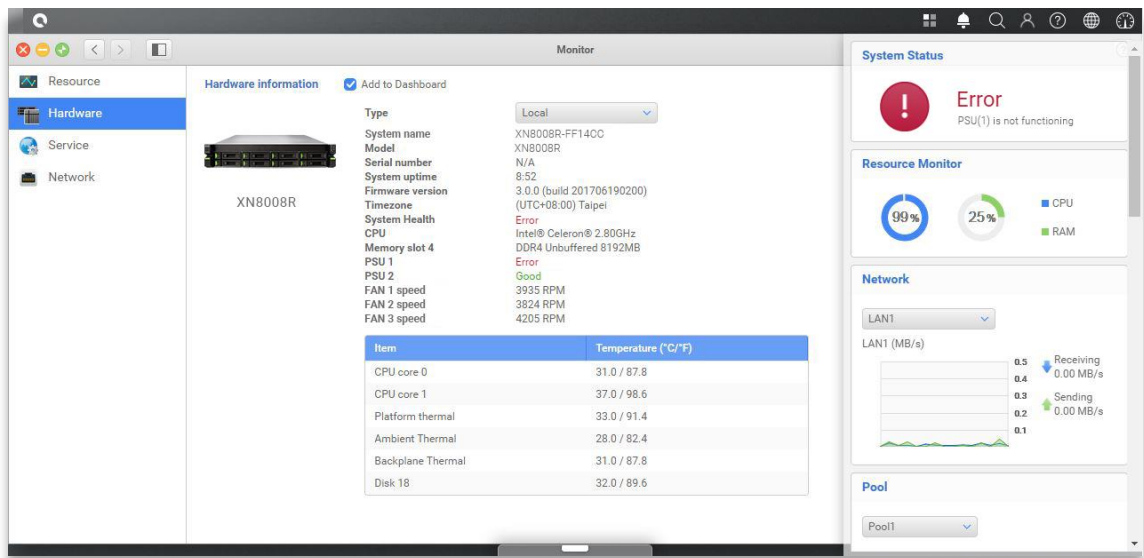 Monitor
Resource
Hardware
Service
Network
Hardware information
Add to Dashboard
XN8008R
Type Local
System name XN8008R-FF14CC
Model XN8008R
Serial number N/A
System uptime 8:52
Firmware version 3.0.0 (build 201706190200)
Timezone (UTC+08:00) Taipei
System Health Error
CPU Intel® Celeron® 2.80GHz
Memory slot 4 DDR4 Unbuffered 8192MB
PSU 1 Error
PSU 2 Good
FAN 1 speed 3935 RPM
FAN 2 speed 3824 RPM
FAN 3 speed 4205 RPM
Item Temperature (°C/°F)
CPU core 0 31.0 / 87.8
CPU core 1 37.0 / 98.6
Platform thermal 33.0 / 91.4
Ambient Thermal 28.0 / 82.4
Backplane Thermal 31.0 / 87.8
Disk 18 32.0 / 89.6
System Status
Error
PSU(1) is not functioning
Resource Monitor
99%
25%
CPU
RAM
Network
LAN1
LAN1 (MB/s)
0.5
0.4
0.3
0.2
0.1
Receiving
0.00 MB/s
Sending
0.00 MB/s
Pool
Pool1